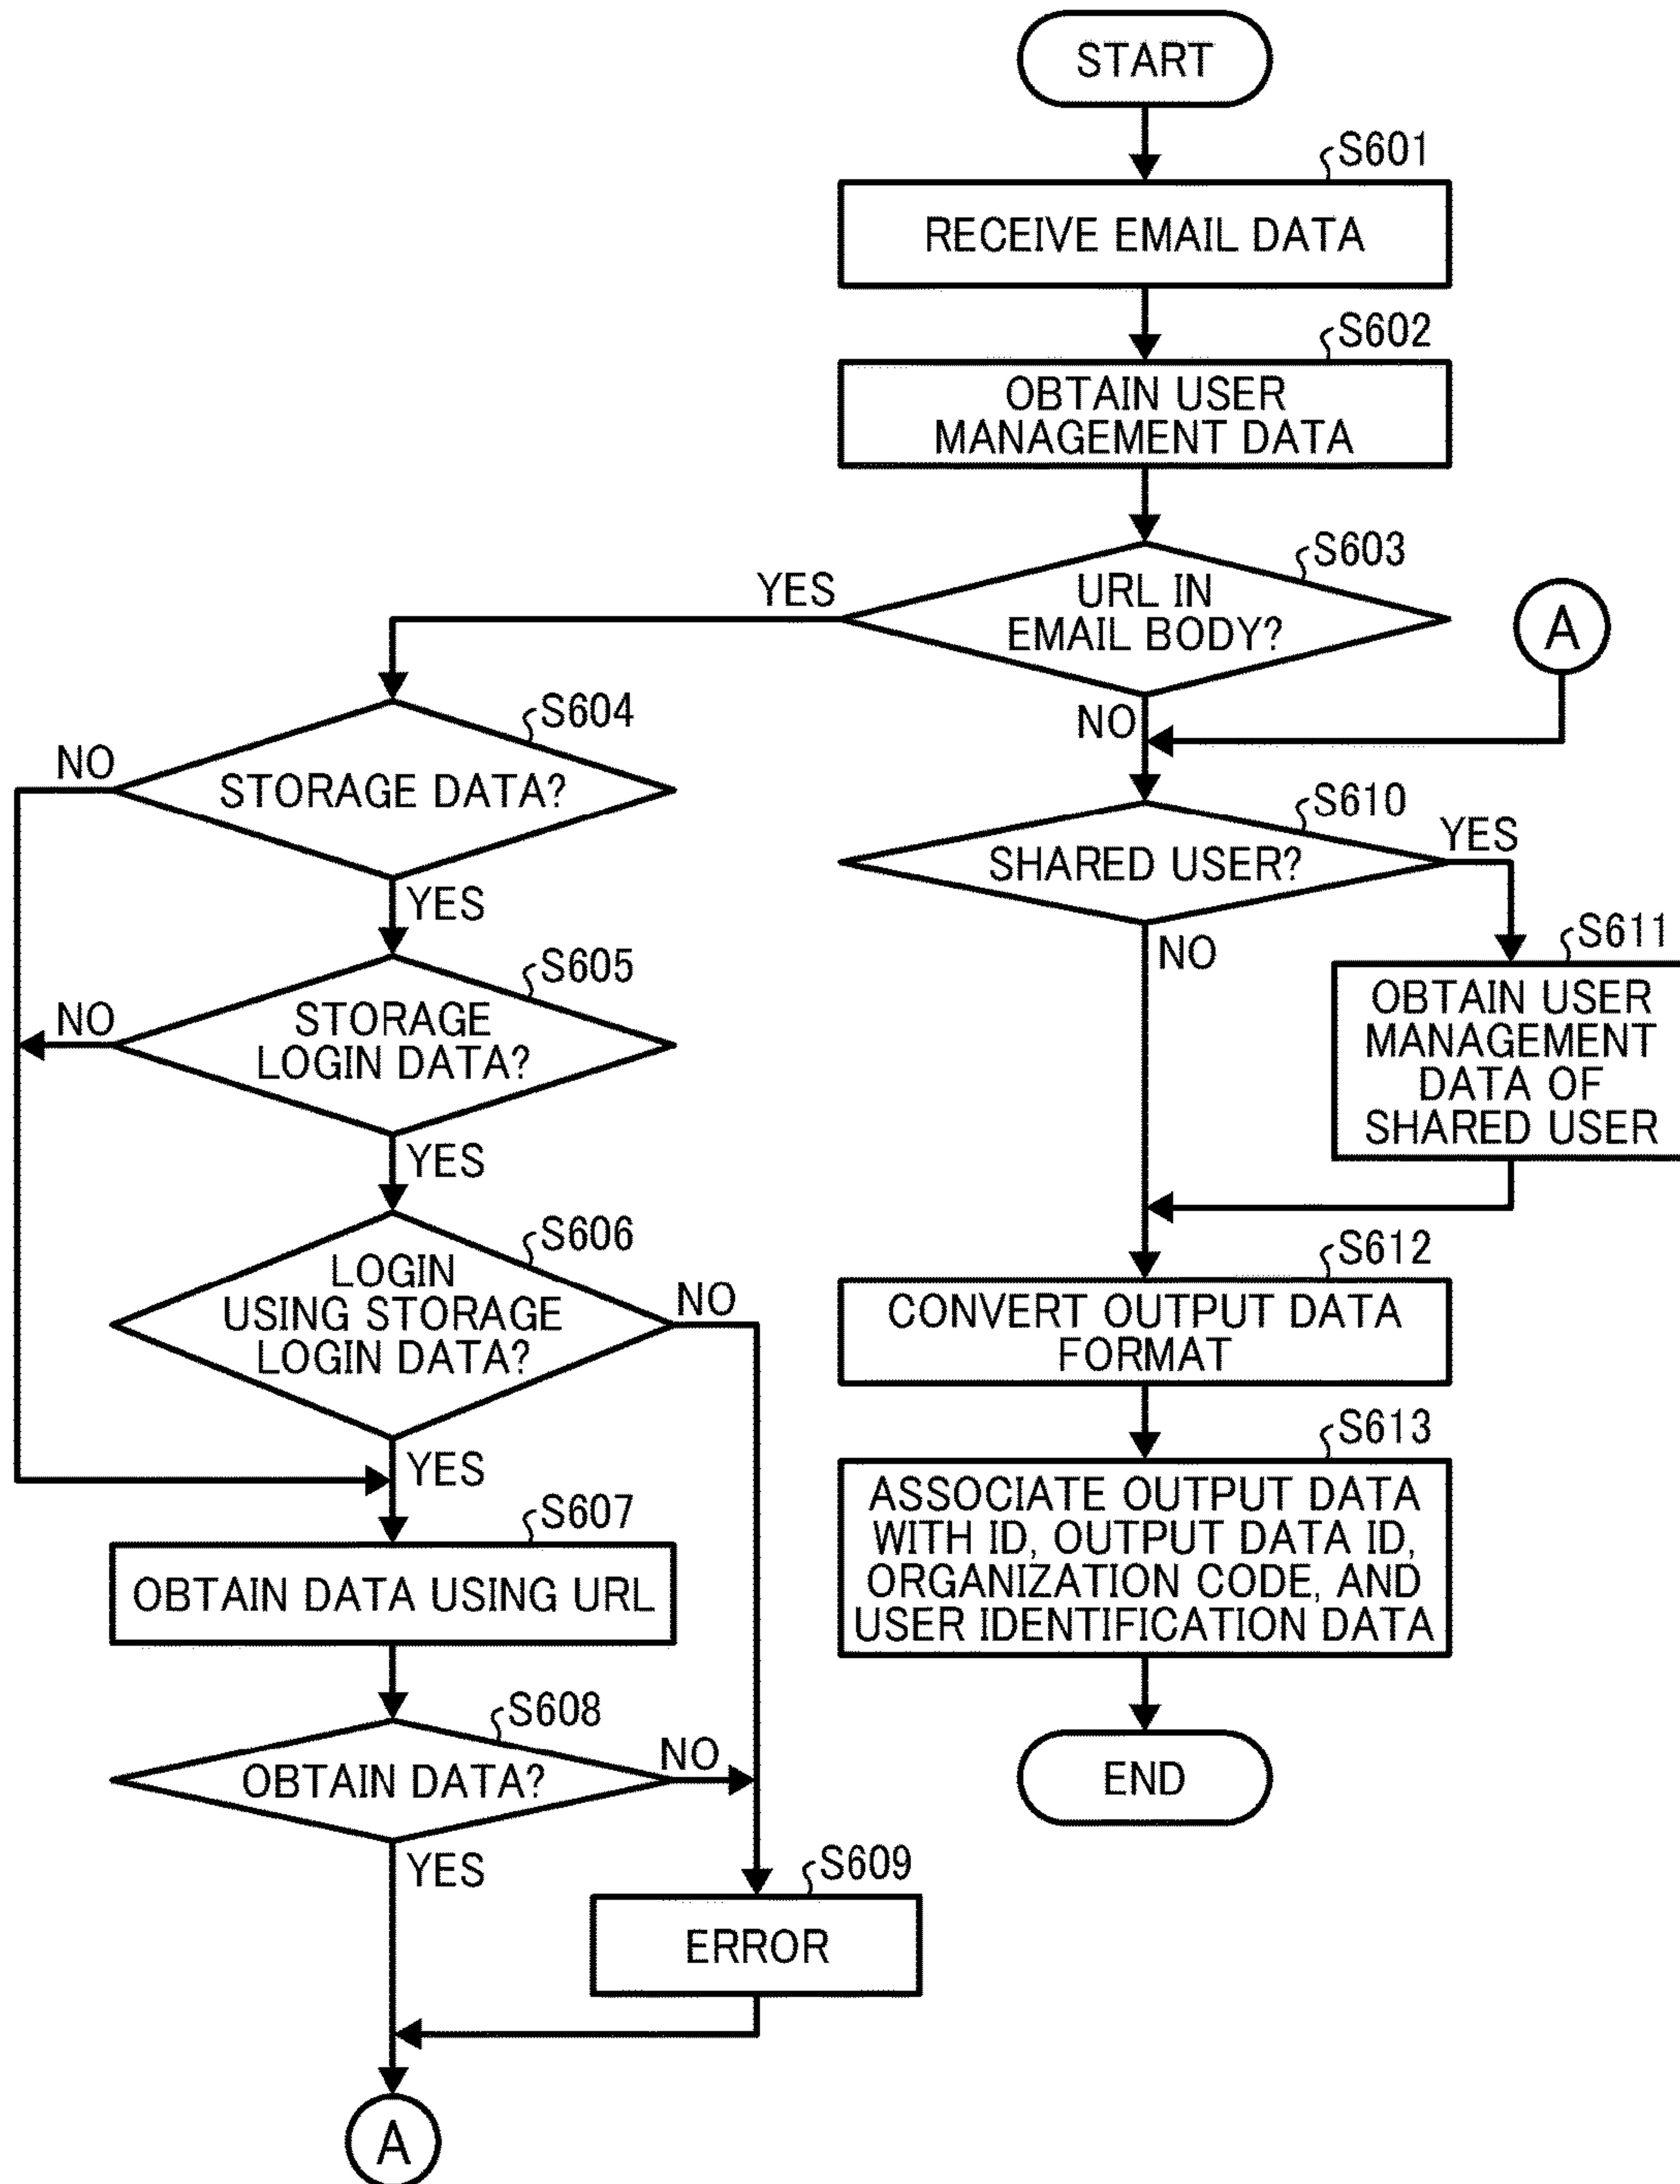 START
S601
RECEIVE EMAIL DATA
S602
OBTAIN USER
MANAGEMENT DATA
S603
URL IN
EMAIL BODY?
YES
NO
A
S604
STORAGE DATA?
NO
YES
S605
STORAGE
LOGIN DATA?
NO
YES
S606
LOGIN
USING STORAGE
LOGIN DATA?
NO
YES
S607
OBTAIN DATA USING URL
S608
OBTAIN DATA?
NO
YES
S609
ERROR
A
S610
SHARED USER?
YES
NO
S611
OBTAIN USER
MANAGEMENT
DATA OF
SHARED USER
S612
CONVERT OUTPUT DATA
FORMAT
S613
ASSOCIATE OUTPUT DATA
WITH ID, OUTPUT DATA ID,
ORGANIZATION CODE, AND
USER IDENTIFICATION DATA
END